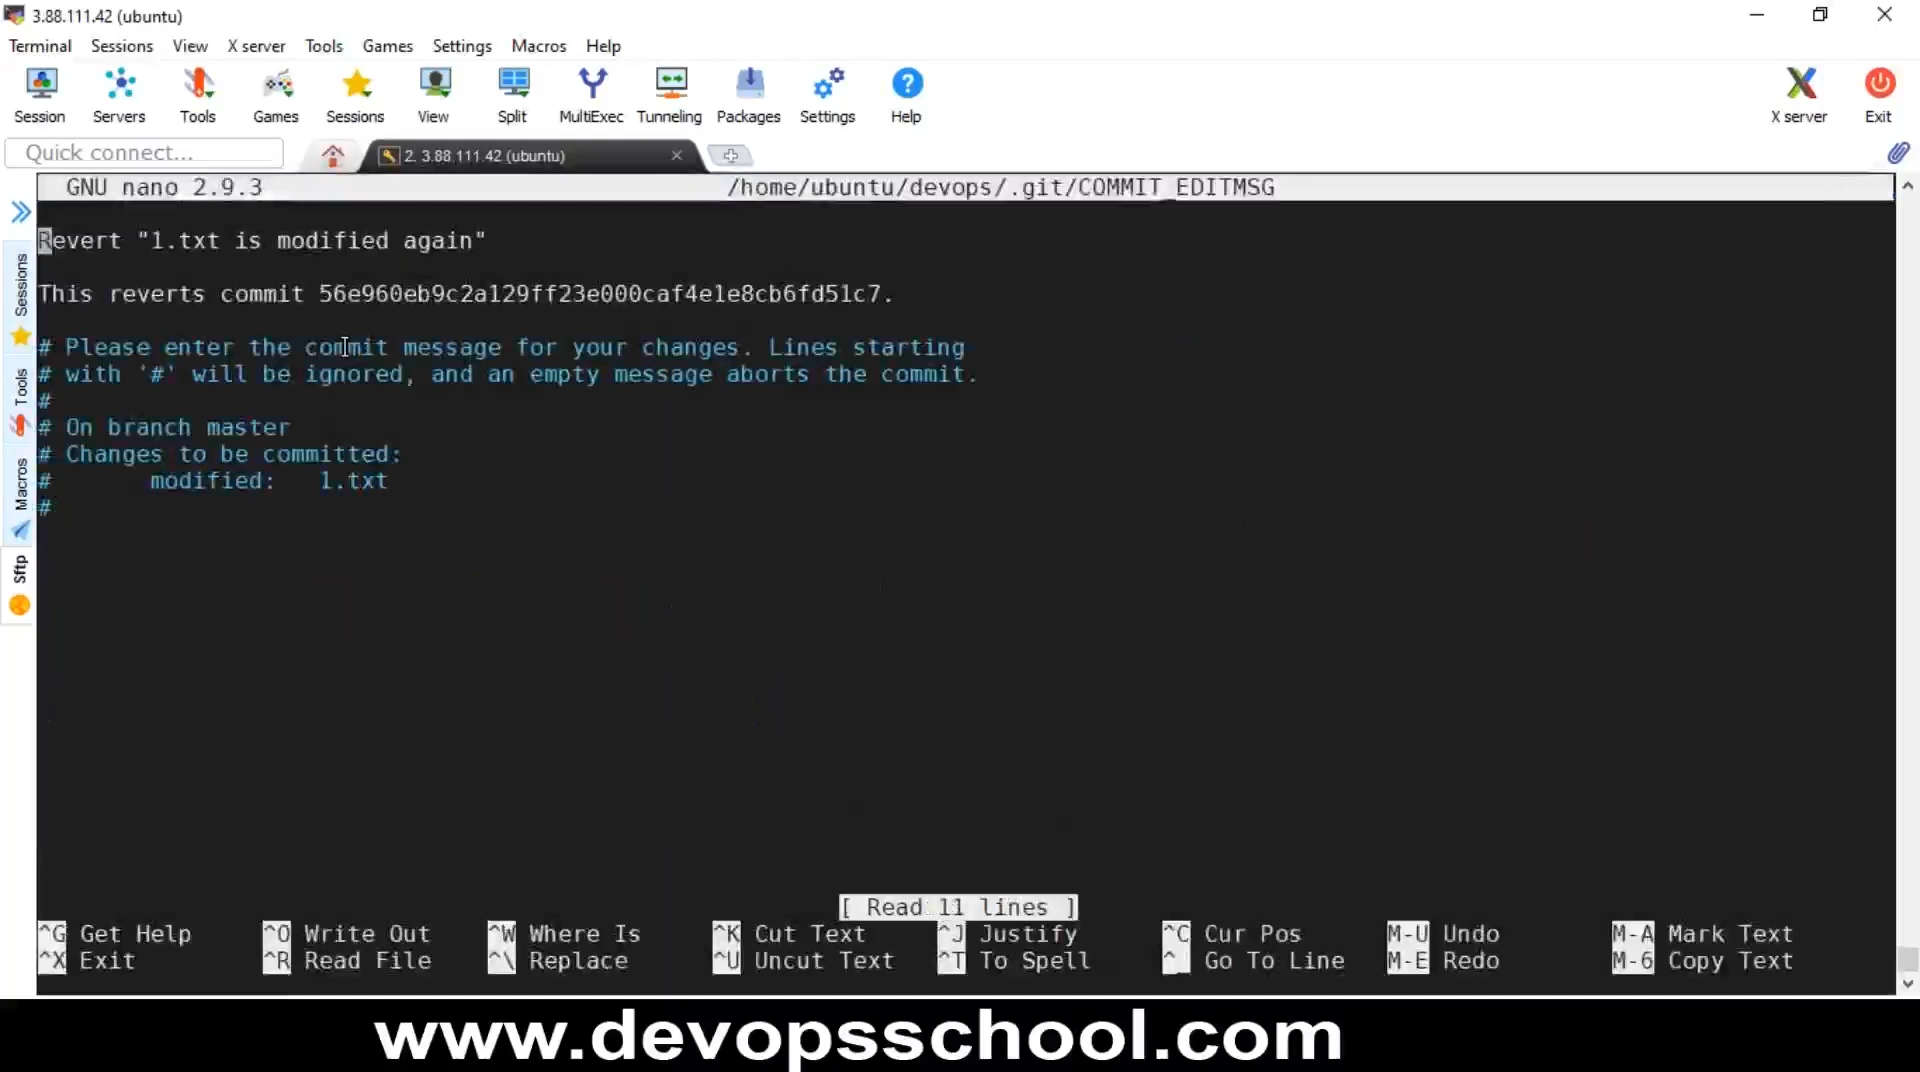 3.88.111.42 (ubuntu)
Terminal Sessions View X server Tools Games Settings Macros Help
Session Servers Tools Games Sessions View Split MultiExec Tunneling Packages Settings Help X server Exit
Quick connect... 2. 3.88.111.42 (ubuntu)
GNU nano 2.9.3 /home/ubuntu/devops/.git/COMMIT_EDITMSG
Revert "1.txt is modified again"
This reverts commit 56e960eb9c2a129ff23e000caf4e1e8cb6fd51c7.
# Please enter the commit message for your changes. Lines starting
# with '#' will be ignored, and an empty message aborts the commit.
#
# On branch master
# Changes to be committed:
# modified: 1.txt
#
Sessions
Tools
Macros
Sftp
[ Read 11 lines ]
^G Get Help ^O Write Out ^W Where Is ^K Cut Text ^J Justify ^C Cur Pos M-U Undo M-A Mark Text
^X Exit ^R Read File ^\ Replace ^U Uncut Text ^T To Spell ^_ Go To Line M-E Redo M-6 Copy Text
www.devopsschool.com